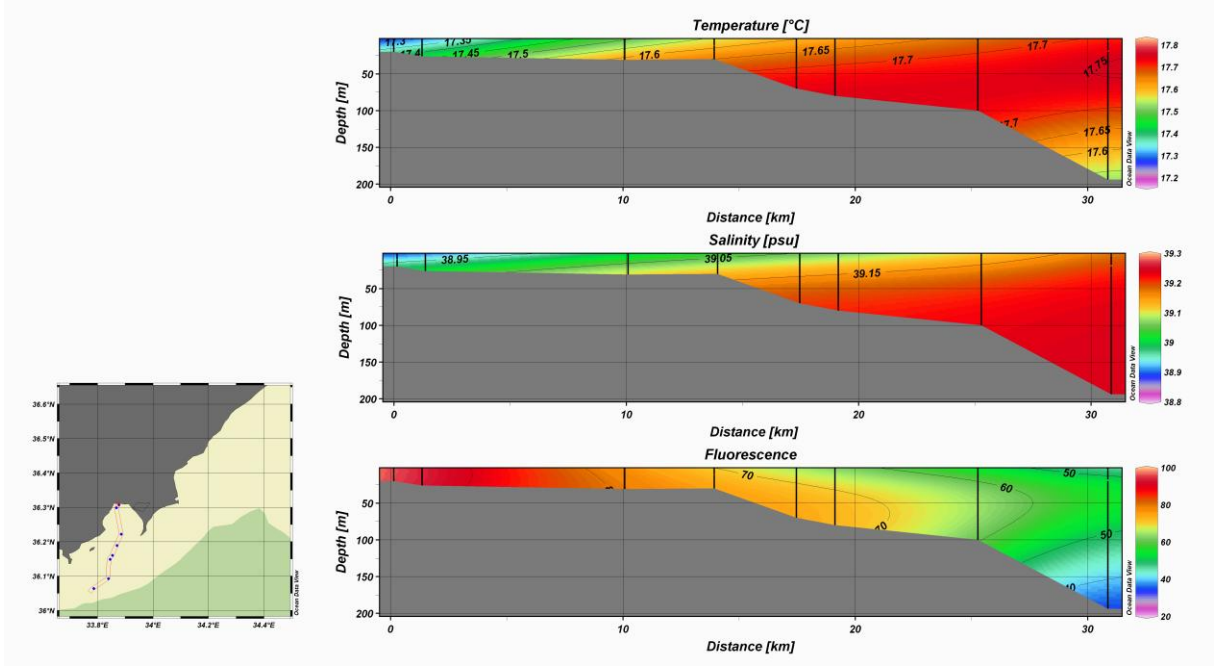 Temperature [°C]
17.3
17.35
17.4
17.45
17.5
17.6
17.65
17.7
17.7
17.75
17.7
17.65
17.6
50
100
150
200
Depth [m]
0
10
20
30
Distance [km]
17.8
17.7
17.6
17.5
17.4
17.3
17.2
Ocean Data View
Salinity [psu]
38.95
39.05
39.15
50
100
150
200
Depth [m]
0
10
20
30
Distance [km]
39.3
39.2
39.1
39
38.9
38.8
Ocean Data View
Fluorescence
70
60
50
70
50
50
100
150
200
Depth [m]
0
10
20
30
Distance [km]
100
80
60
40
20
Ocean Data View
36.6°N
36.5°N
36.4°N
36.3°N
36.2°N
36.1°N
36°N
33.8°E
34°E
34.2°E
34.4°E
Ocean Data View